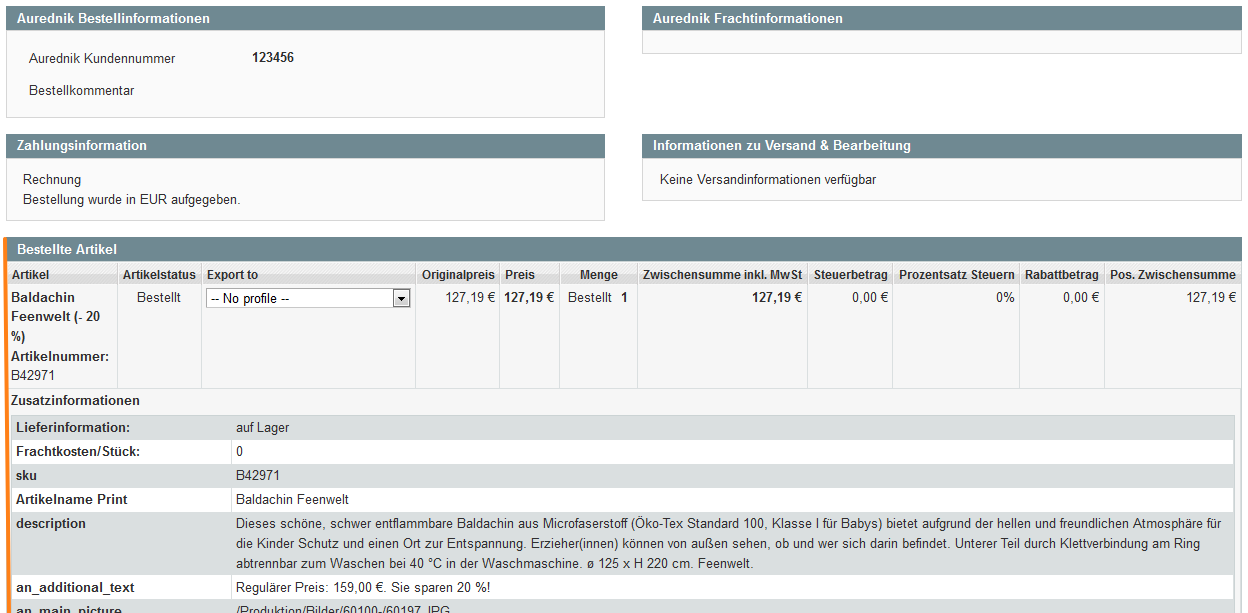 Aurednik Bestellinformationen
Aurednik Kundennummer 123456
Bestellkommentar
Aurednik Frachtinformationen
Zahlungsinformation
Rechnung
Bestellung wurde in EUR aufgegeben.
Informationen zu Versand & Bearbeitung
Keine Versandinformationen verfügbar
Bestellte Artikel
Artikel Artikelstatus Export to Originalpreis Preis Menge Zwischensumme inkl. MwSt Steuerbetrag Prozentsatz Steuern Rabattbetrag Pos. Zwischensumme
Baldachin Bestellt -- No profile -- 127,19 € 127,19 € Bestellt 1 127,19 € 0,00 € 0% 0,00 € 127,19 €
Feenwelt (- 20
%)
Artikelnummer:
B42971
Zusatzinformationen
Lieferinformation: auf Lager
Frachtkosten/Stück: 0
sku B42971
Artikelname Print Baldachin Feenwelt
description Dieses schöne, schwer entflammbare Baldachin aus Microfaserstoff (Öko-Tex Standard 100, Klasse I für Babys) bietet aufgrund der hellen und freundlichen Atmosphäre für
die Kinder Schutz und einen Ort zur Entspannung. Erzieher(innen) können von außen sehen, ob und wer sich darin befindet. Unterer Teil durch Klettverbindung am Ring
abtrennbar zum Waschen bei 40 °C in der Waschmaschine. ø 125 x H 220 cm. Feenwelt.
an_additional_text Regulärer Preis: 159,00 €. Sie sparen 20 %!
an_main_picture /Produktion/Bilder/60100-/60197.JPG